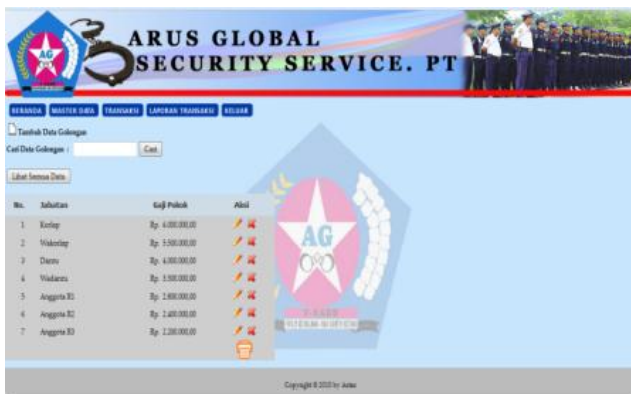 ARUS GLOBAL
SECURITY SERVICE. PT
AG
BERANDA MASTER DATA TRANSAKSI LAPORAN TRANSAKSI KELUAR
Tambah Data Golongan
Cari Data Golongan : Cari
Lihat Semua Data
No. Jabatan Gaji Pokok Aksi
1 Korlap Rp. 6.000.000,00
2 Wakorlap Rp. 5.500.000,00
3 Danru Rp. 4.000.000,00
4 Wadanru Rp. 3.500.000,00
5 Anggota R1 Rp. 2.600.000,00
6 Anggota R2 Rp. 2.400.000,00
7 Anggota R3 Rp. 2.200.000,00
AG
Copyright © by